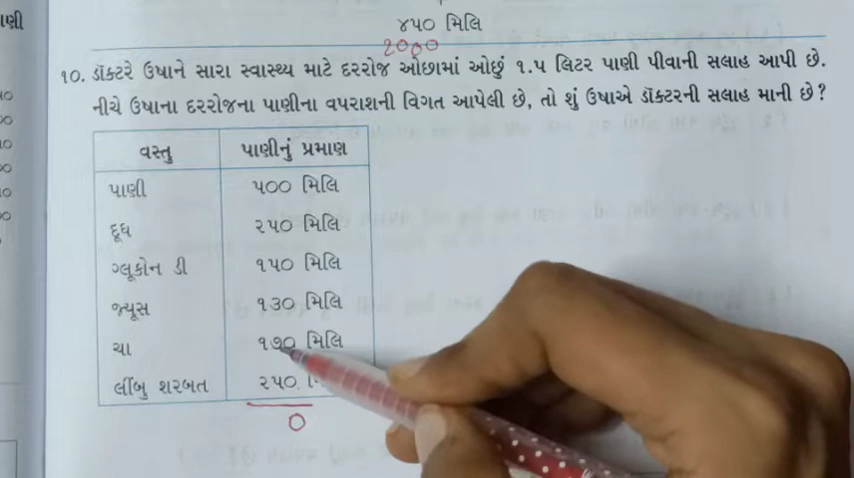 ૪૫૦ મિલિ
2000
૧૦. ડૉક્ટરે ઉષાને સારા સ્વાસ્થ્ય માટે દરરોજ ઓછામાં ઓછું ૧.૫ લિટર પાણી પીવાની સલાહ આપી છે.
નીચે ઉષાના દરરોજના પાણીના વપરાશની વિગત આપેલી છે, તો શું ઉષાએ ડૉક્ટરની સલાહ માની છે?
વસ્તુ પાણીનું પ્રમાણ
પાણી ૫૦૦ મિલિ
દૂધ ૨૫૦ મિલિ
ગ્લૂકોન ડી ૧૫૦ મિલિ
જ્યૂસ ૧૩૦ મિલિ
ચા ૧૭૦ મિલિ
લીંબુ શરબત ૨૫૦
0